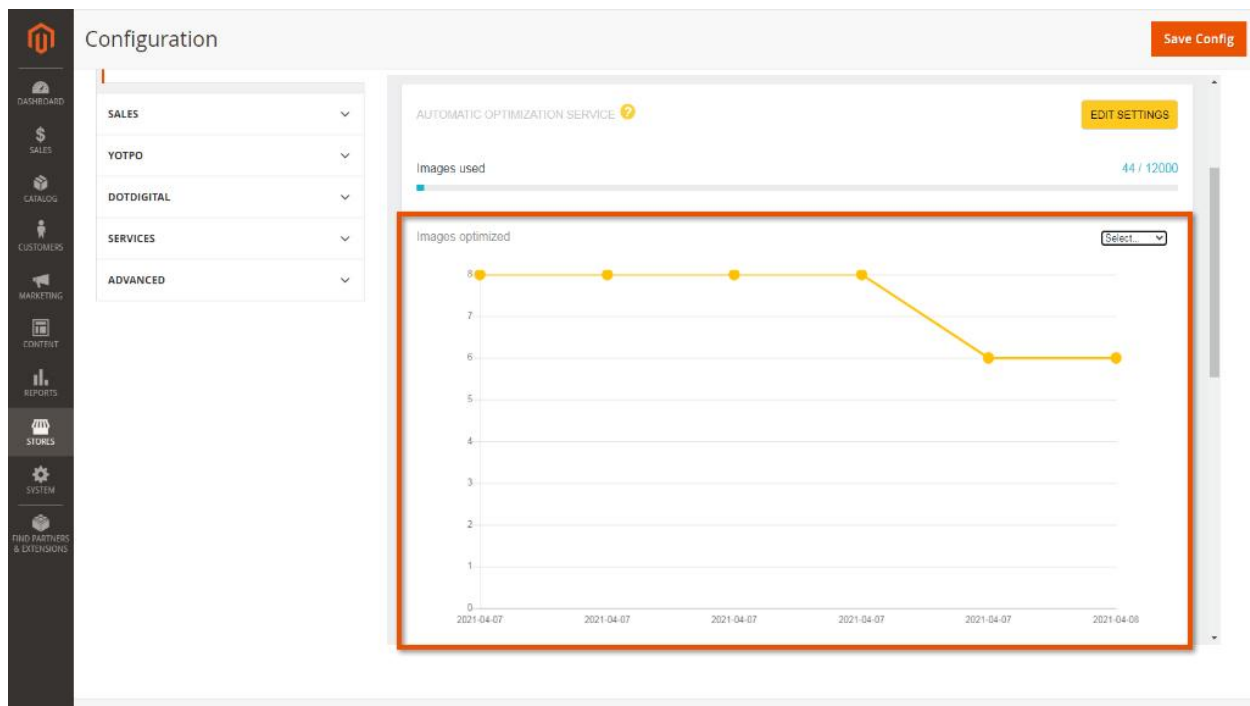 Configuration
Save Config
DASHBOARD
SALES
CATALOG
CUSTOMERS
MARKETING
CONTENT
REPORTS
STORES
SYSTEM
FIND PARTNERS
& EXTENSIONS
SALES
YOTPO
DOTDIGITAL
SERVICES
ADVANCED
AUTOMATIC OPTIMIZATION SERVICE ?
EDIT SETTINGS
Images used
44 / 12000
Images optimized
Select...
8
7
6
5
4
3
2
1
0
2021-04-07 2021-04-07 2021-04-07 2021-04-07 2021-04-07 2021-04-08